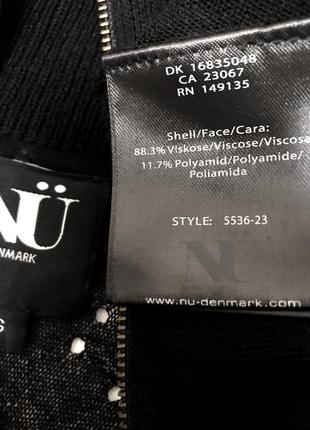 DK 16835048
CA 23067
RN 149135
Shell/Face/Cara:
88.3% Viskose/Viscose/Viscosa
11.7% Polyamid/Polyamide/
Poliamida
STYLE: 5536-23
NÜ
www.nu-denmark.com
NÜ
DENMARK
S